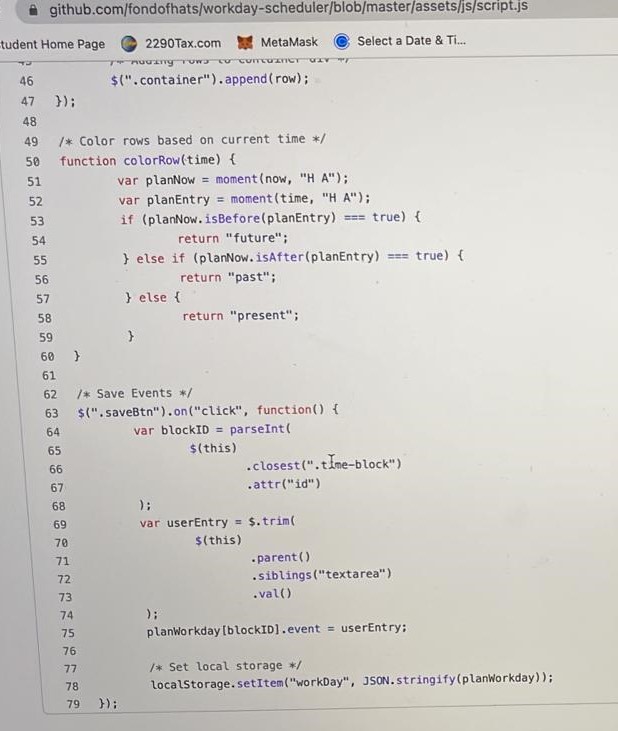 github.com/fondofhats/workday-scheduler/blob/master/assets/js/script.js
tudent Home Page 2290Tax.com MetaMask Select a Date & Ti...
45 /* Adding rows to container div */
46 $(".container").append(row);
47 });
48
49 /* Color rows based on current time */
50 function colorRow(time) {
51 var planNow = moment(now, "H A");
52 var planEntry = moment(time, "H A");
53 if (planNow.isBefore(planEntry) === true) {
54 return "future";
55 } else if (planNow.isAfter(planEntry) === true) {
56 return "past";
57 } else {
58 return "present";
59 }
60 }
61
62 /* Save Events */
63 $(".saveBtn").on("click", function() {
64 var blockID = parseInt(
65 $(this)
66 .closest(".time-block")
67 .attr("id")
68 );
69 var userEntry = $.trim(
70 $(this)
71 .parent()
72 .siblings("textarea")
73 .val()
74 );
75 planWorkday[blockID].event = userEntry;
76
77 /* Set local storage */
78 localStorage.setItem("workDay", JSON.stringify(planWorkday));
79 });